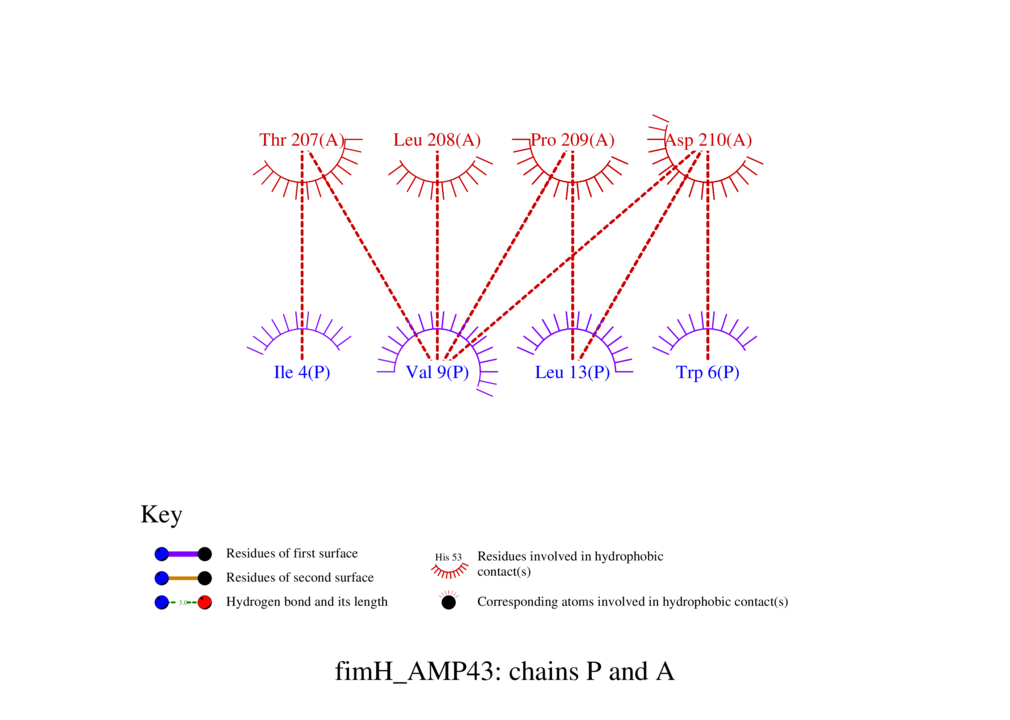 Thr 207(A) Leu 208(A) Pro 209(A) Asp 210(A)
Ile 4(P) Val 9(P) Leu 13(P) Trp 6(P)
Key
Residues of first surface
Residues of second surface
3.0 Hydrogen bond and its length
His 53 Residues involved in hydrophobic
contact(s)
Corresponding atoms involved in hydrophobic contact(s)
fimH_AMP43: chains P and A